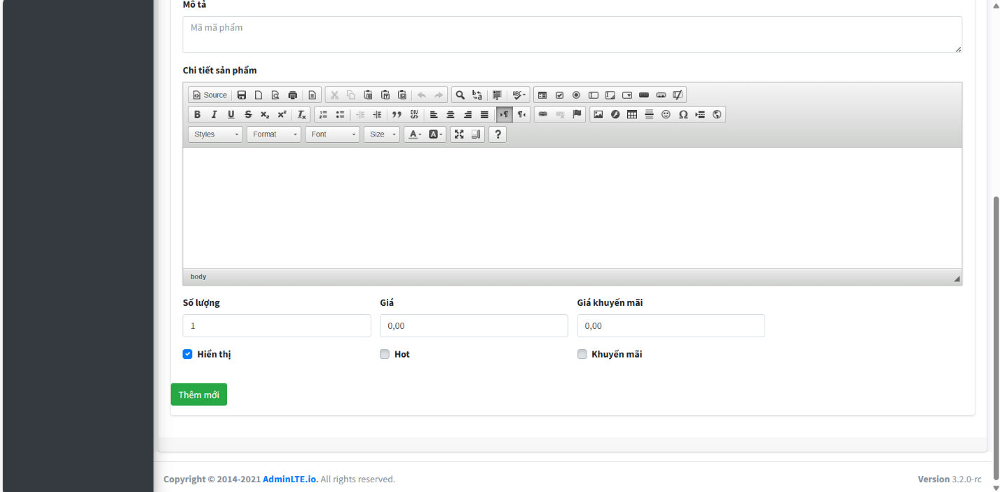 Mô tả
Mã mã phẩm
Chi tiết sản phẩm
Source
Styles Format Font Size
body
Số lượng Giá Giá khuyến mãi
1 0,00 0,00
Hiển thị Hot Khuyến mãi
Thêm mới
Copyright © 2014-2021 AdminLTE.io. All rights reserved. Version 3.2.0-rc